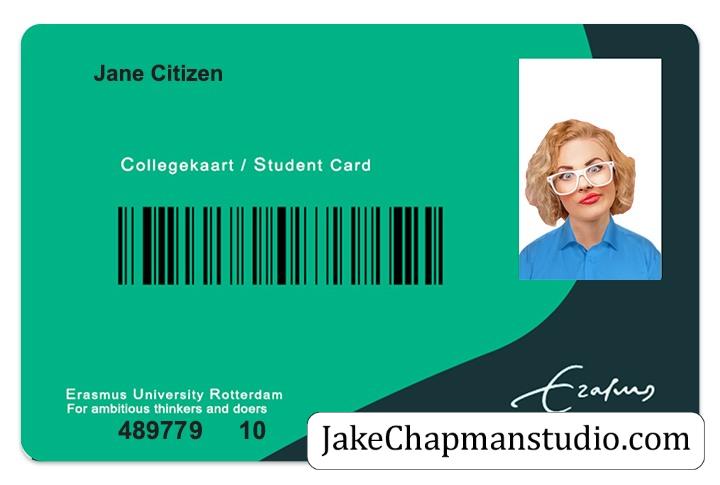 Jane Citizen
Collegekaart / Student Card
Erasmus University Rotterdam
For ambitious thinkers and doers
489779 10
Erasmus
JakeChapmanstudio.com